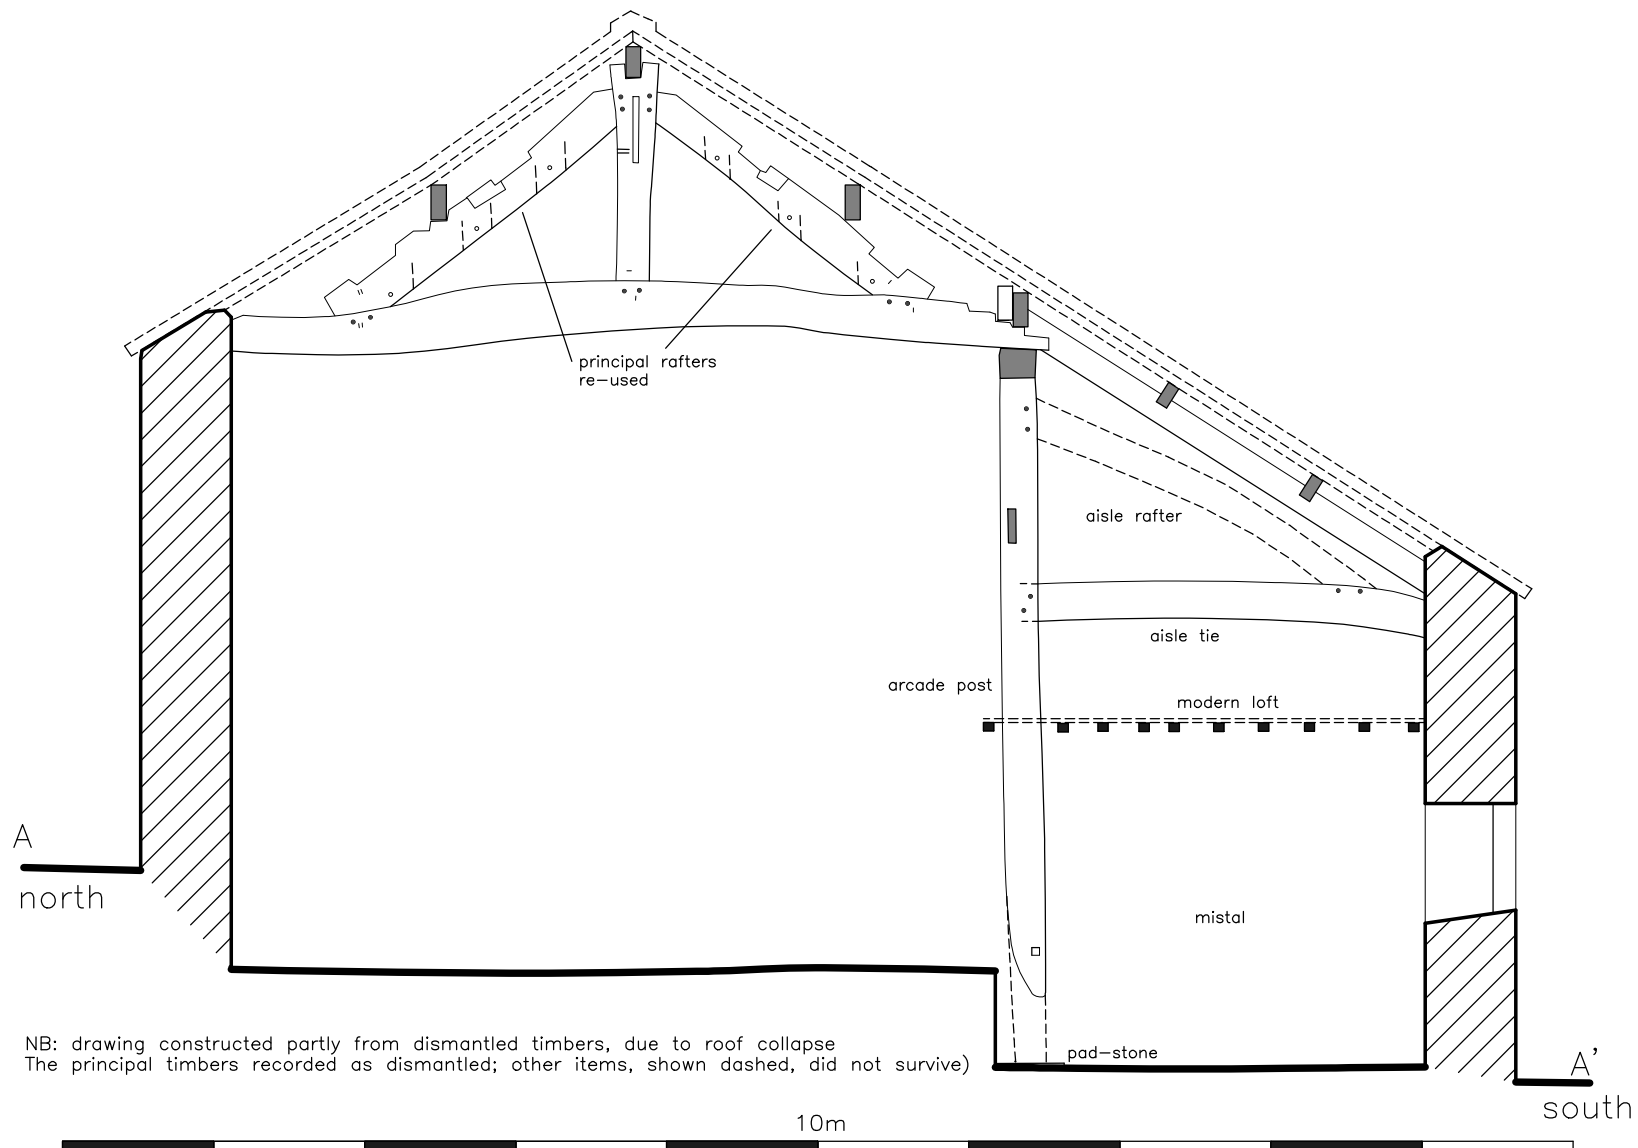 principal rafters
re-used
aisle rafter
aisle tie
arcade post
modern loft
A
north
mistal
NB: drawing constructed partly from dismantled timbers, due to roof collapse
The principal timbers recorded as dismantled; other items, shown dashed, did not survive)
pad-stone
A'
south
10m